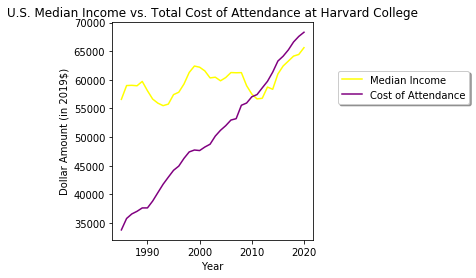 U.S. Median Income vs. Total Cost of Attendance at Harvard College
70000
65000
60000
55000
50000
45000
40000
35000
Dollar Amount (in 2019$)
1990
2000
2010
2020
Year
Median Income
Cost of Attendance